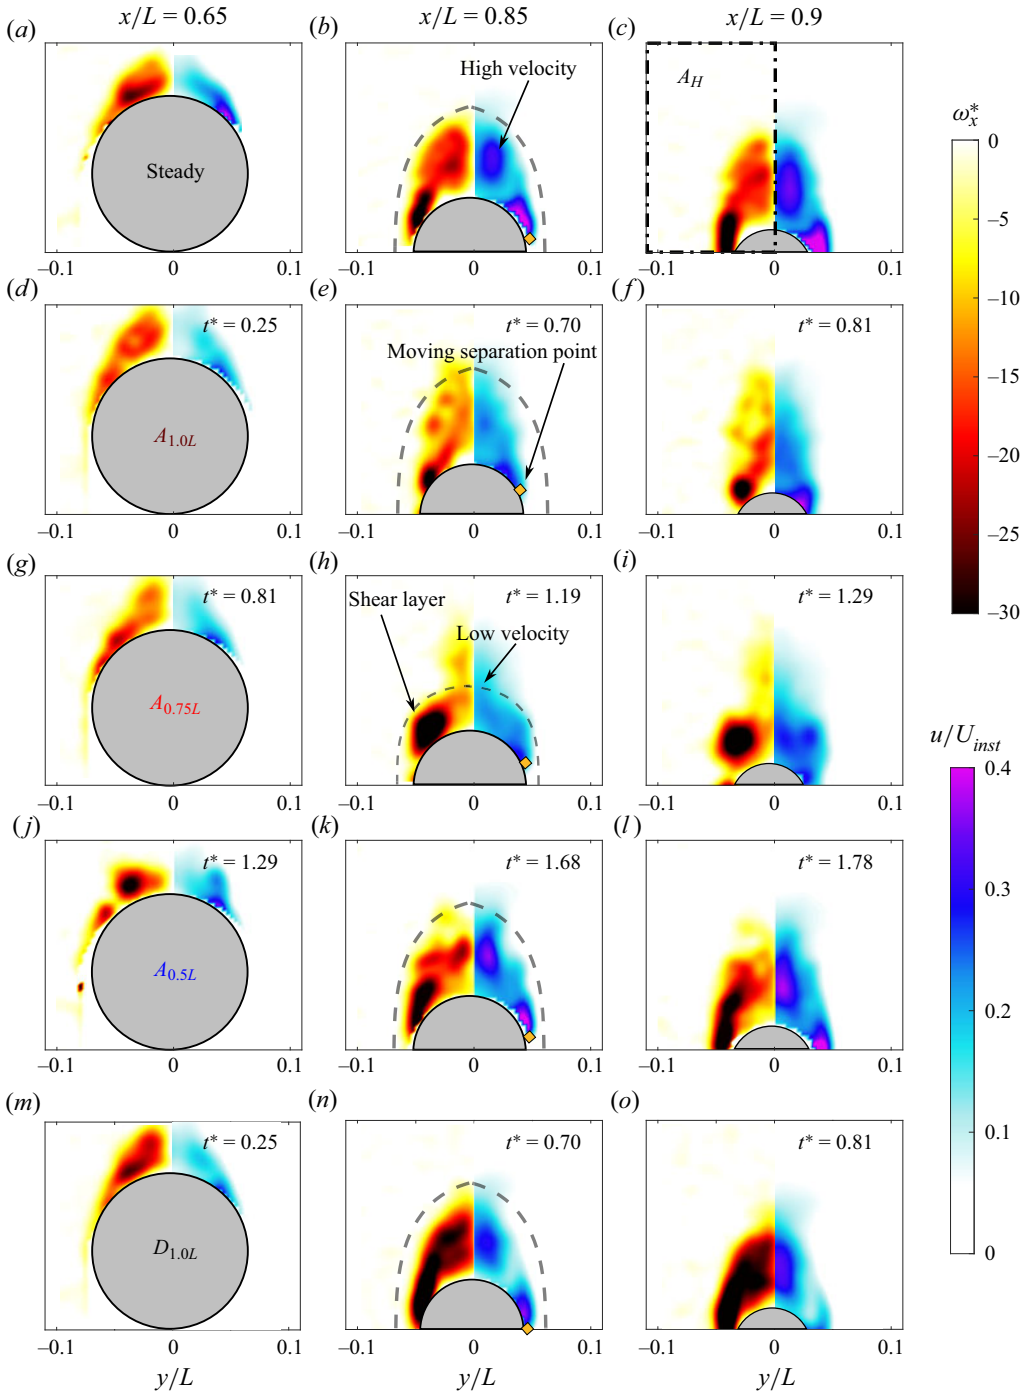 x/L = 0.65
x/L = 0.85
x/L = 0.9
(a)
(b)
(c)
High velocity
A_H
ω*_x
Steady
0
–5
–10
–15
–20
–25
–30
–0.1 0 0.1
–0.1 0 0.1
–0.1 0 0.1
(d)
(e)
(f)
t* = 0.25
t* = 0.70
t* = 0.81
Moving separation point
A_1.0L
–0.1 0 0.1
–0.1 0 0.1
–0.1 0 0.1
(g)
(h)
(i)
t* = 0.81
t* = 1.19
t* = 1.29
Shear layer
Low velocity
A_0.75L
u/U_inst
0.4
0.3
0.2
0.1
0
–0.1 0 0.1
–0.1 0 0.1
–0.1 0 0.1
(j)
(k)
(l)
t* = 1.29
t* = 1.68
t* = 1.78
A_0.5L
–0.1 0 0.1
–0.1 0 0.1
–0.1 0 0.1
(m)
(n)
(o)
t* = 0.25
t* = 0.70
t* = 0.81
D_1.0L
–0.1 0 0.1
–0.1 0 0.1
–0.1 0 0.1
y/L
y/L
y/L